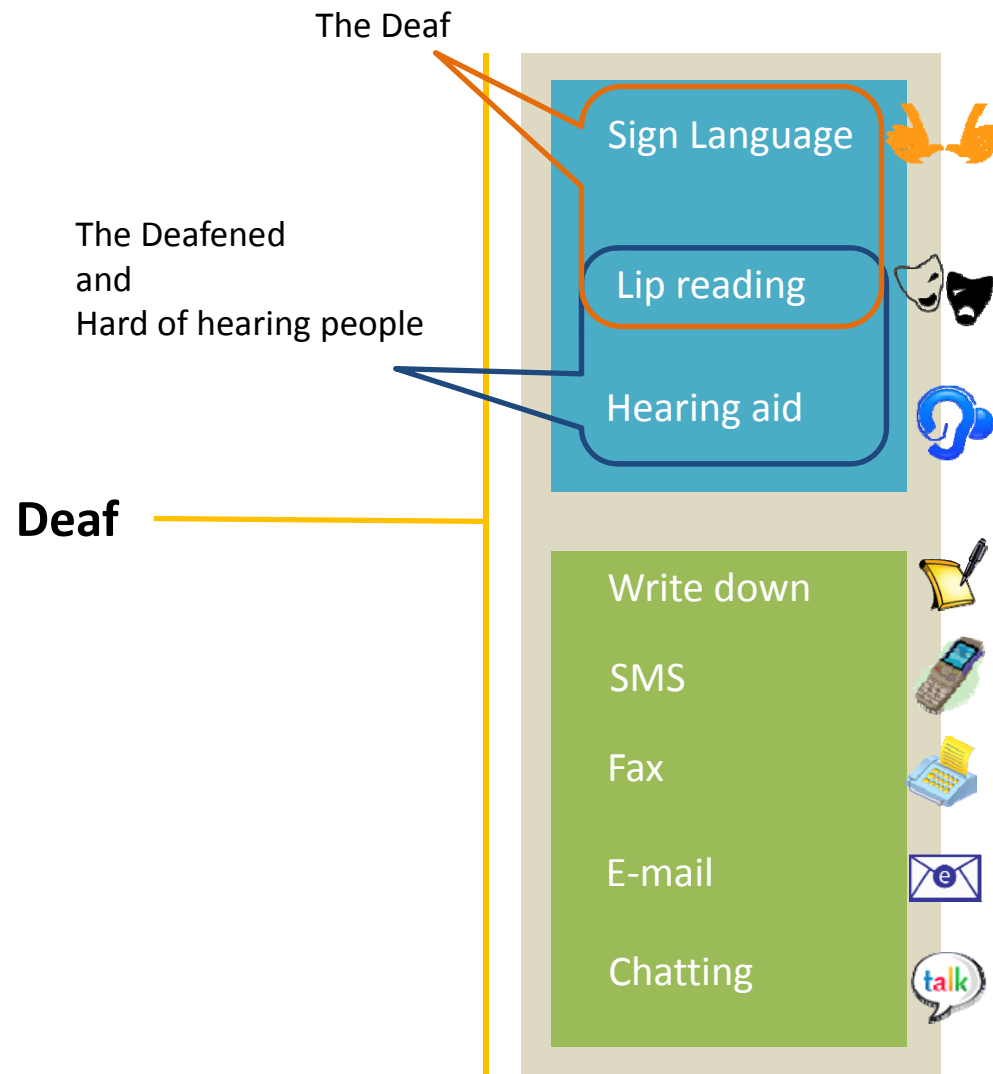 The Deaf
Sign Language
The Deafened
and
Hard of hearing people
Lip reading
Hearing aid
Deaf
Write down
SMS
Fax
E-mail
e
Chatting
talk